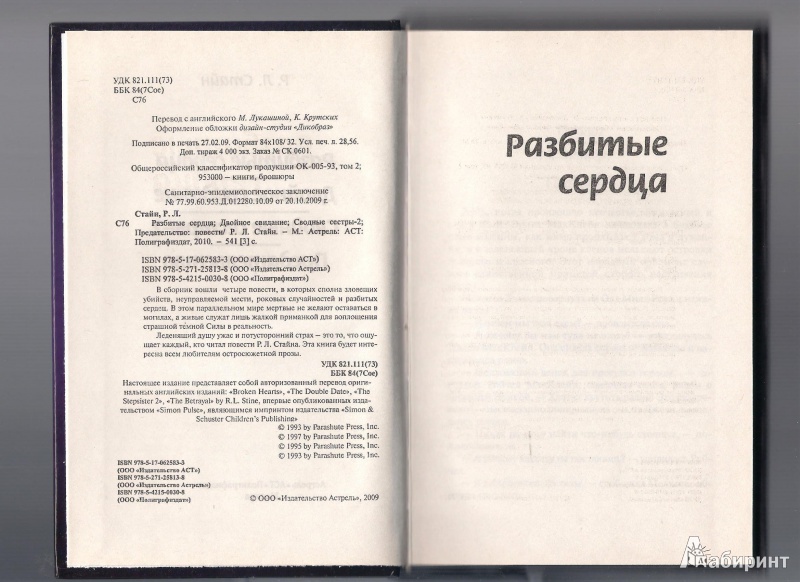 УДК 821.111(73)
ББК 84(7Сое)
С76
Перевод с английского М. Лукашиной, К. Крутских
Оформление обложки дизайн-студии «Дикобраз»
Подписано в печать 27.02.09. Формат 84x108/32. Усл. печ. л. 28,56.
Доп. тираж 4 000 экз. Заказ № СК 0601.
Общероссийский классификатор продукции ОК-005-93, том 2;
953000 – книги, брошюры
Санитарно-эпидемиологическое заключение
№ 77.99.60.953.Д.012280.10.09 от 20.10.2009 г.
Стайн, Р. Л.
С76 Разбитые сердца; Двойное свидание; Сводные сестры-2;
Предательство: повести/ Р. Л. Стайн. – М.: Астрель: АСТ:
Полиграфиздат, 2010. – 541 [3] с.
ISBN 978-5-17-062583-3 (ООО «Издательство АСТ»)
ISBN 978-5-271-25813-8 (ООО «Издательство Астрель»)
ISBN 978-5-4215-0030-8 (ООО «Полиграфиздат»)
В сборник вошли четыре повести, в которых сполна зловещих
убийств, неуправляемой мести, роковых случайностей и разбитых
сердец. В этом параллельном мире мертвые не желают оставаться в
могилах, а живые служат лишь жалкой приманкой для воплощения
страшной темной Силы в реальность.
Леденящий душу ужас и потусторонний страх – это то, что ощу-
щает каждый, кто читал повести Р. Л. Стайна. Эта книга будет инте-
ресна всем любителям остросюжетной прозы.
УДК 821.111(73)
ББК 84(7Сое)
Настоящее издание представляет собой авторизованный перевод ориги-
нальных английских изданий: «Broken Hearts», «The Double Date», «The
Stepsister 2», «The Betrayal» by R.L. Stine, впервые опубликованных изда-
тельством «Simon Pulse», являющимся импринтом издательства «Simon &
Schuster Children's Publishing»
© 1993 by Parashute Press, Inc.
© 1997 by Parashute Press, Inc.
© 1995 by Parashute Press, Inc.
© 1993 by Parashute Press, Inc.
ISBN 978-5-17-062583-3
(ООО «Издательство АСТ»)
ISBN 978-5-271-25813-8
(ООО «Издательство Астрель»)
ISBN 978-5-4215-0030-8
(ООО «Полиграфиздат»)
© ООО «Издательство Астрель», 2009
Разбитые
сердца
Лабиринт